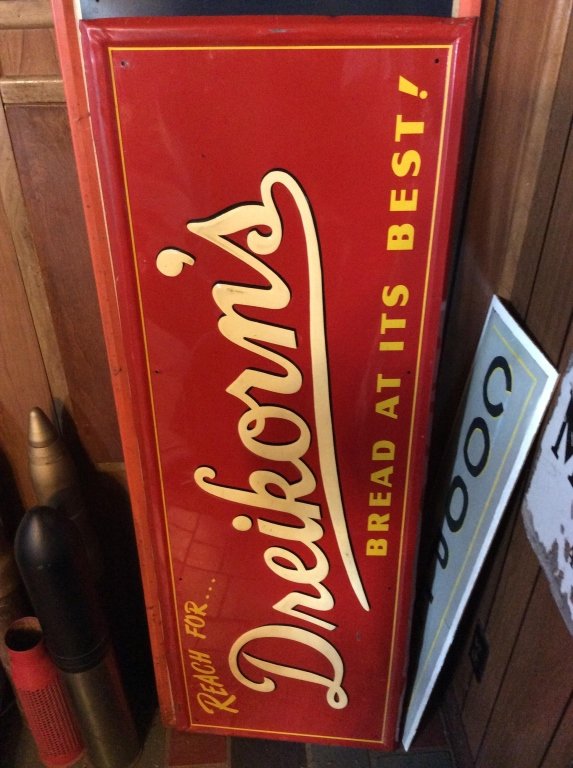 REACH FOR...
Dreikorn's
BREAD AT ITS BEST!